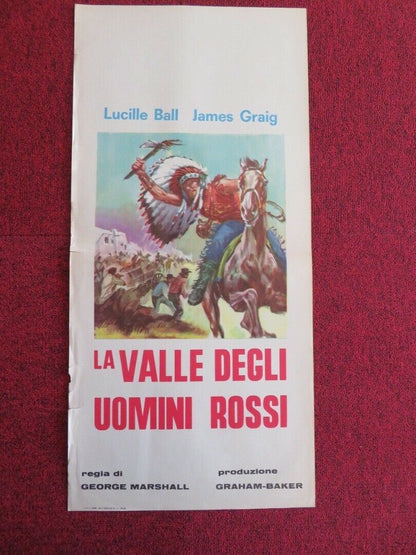 Lucille Ball James Graig
LA VALLE DEGLI
UOMINI ROSSI
regia di produzione
GEORGE MARSHALL GRAHAM-BAKER